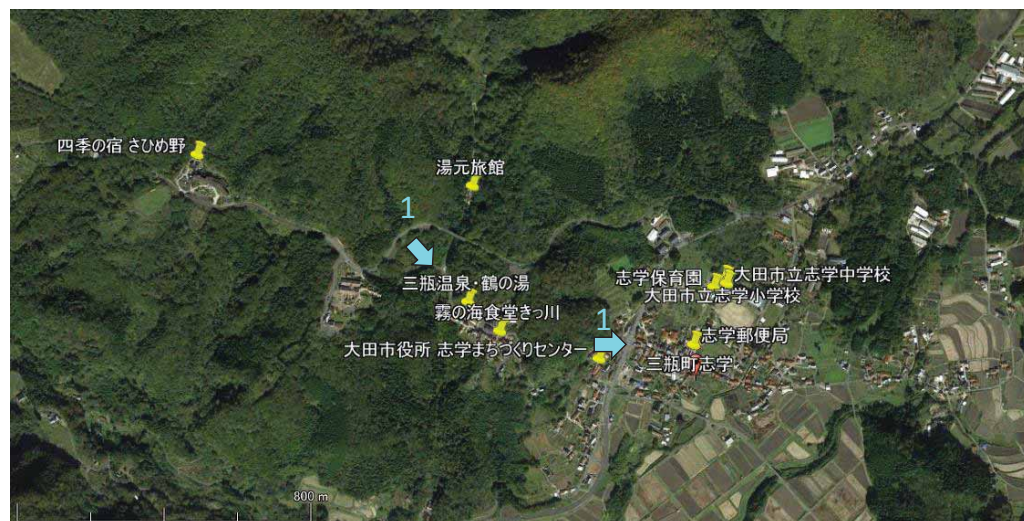 四季の宿 さひめ野
湯元旅館
1
三瓶温泉・鶴の湯
志学保育園
大田市立志学中学校
大田市立志学小学校
霧の海食堂きっ川
1
志学郵便局
大田市役所 志学まちづくりセンター
三瓶町志学
800 m